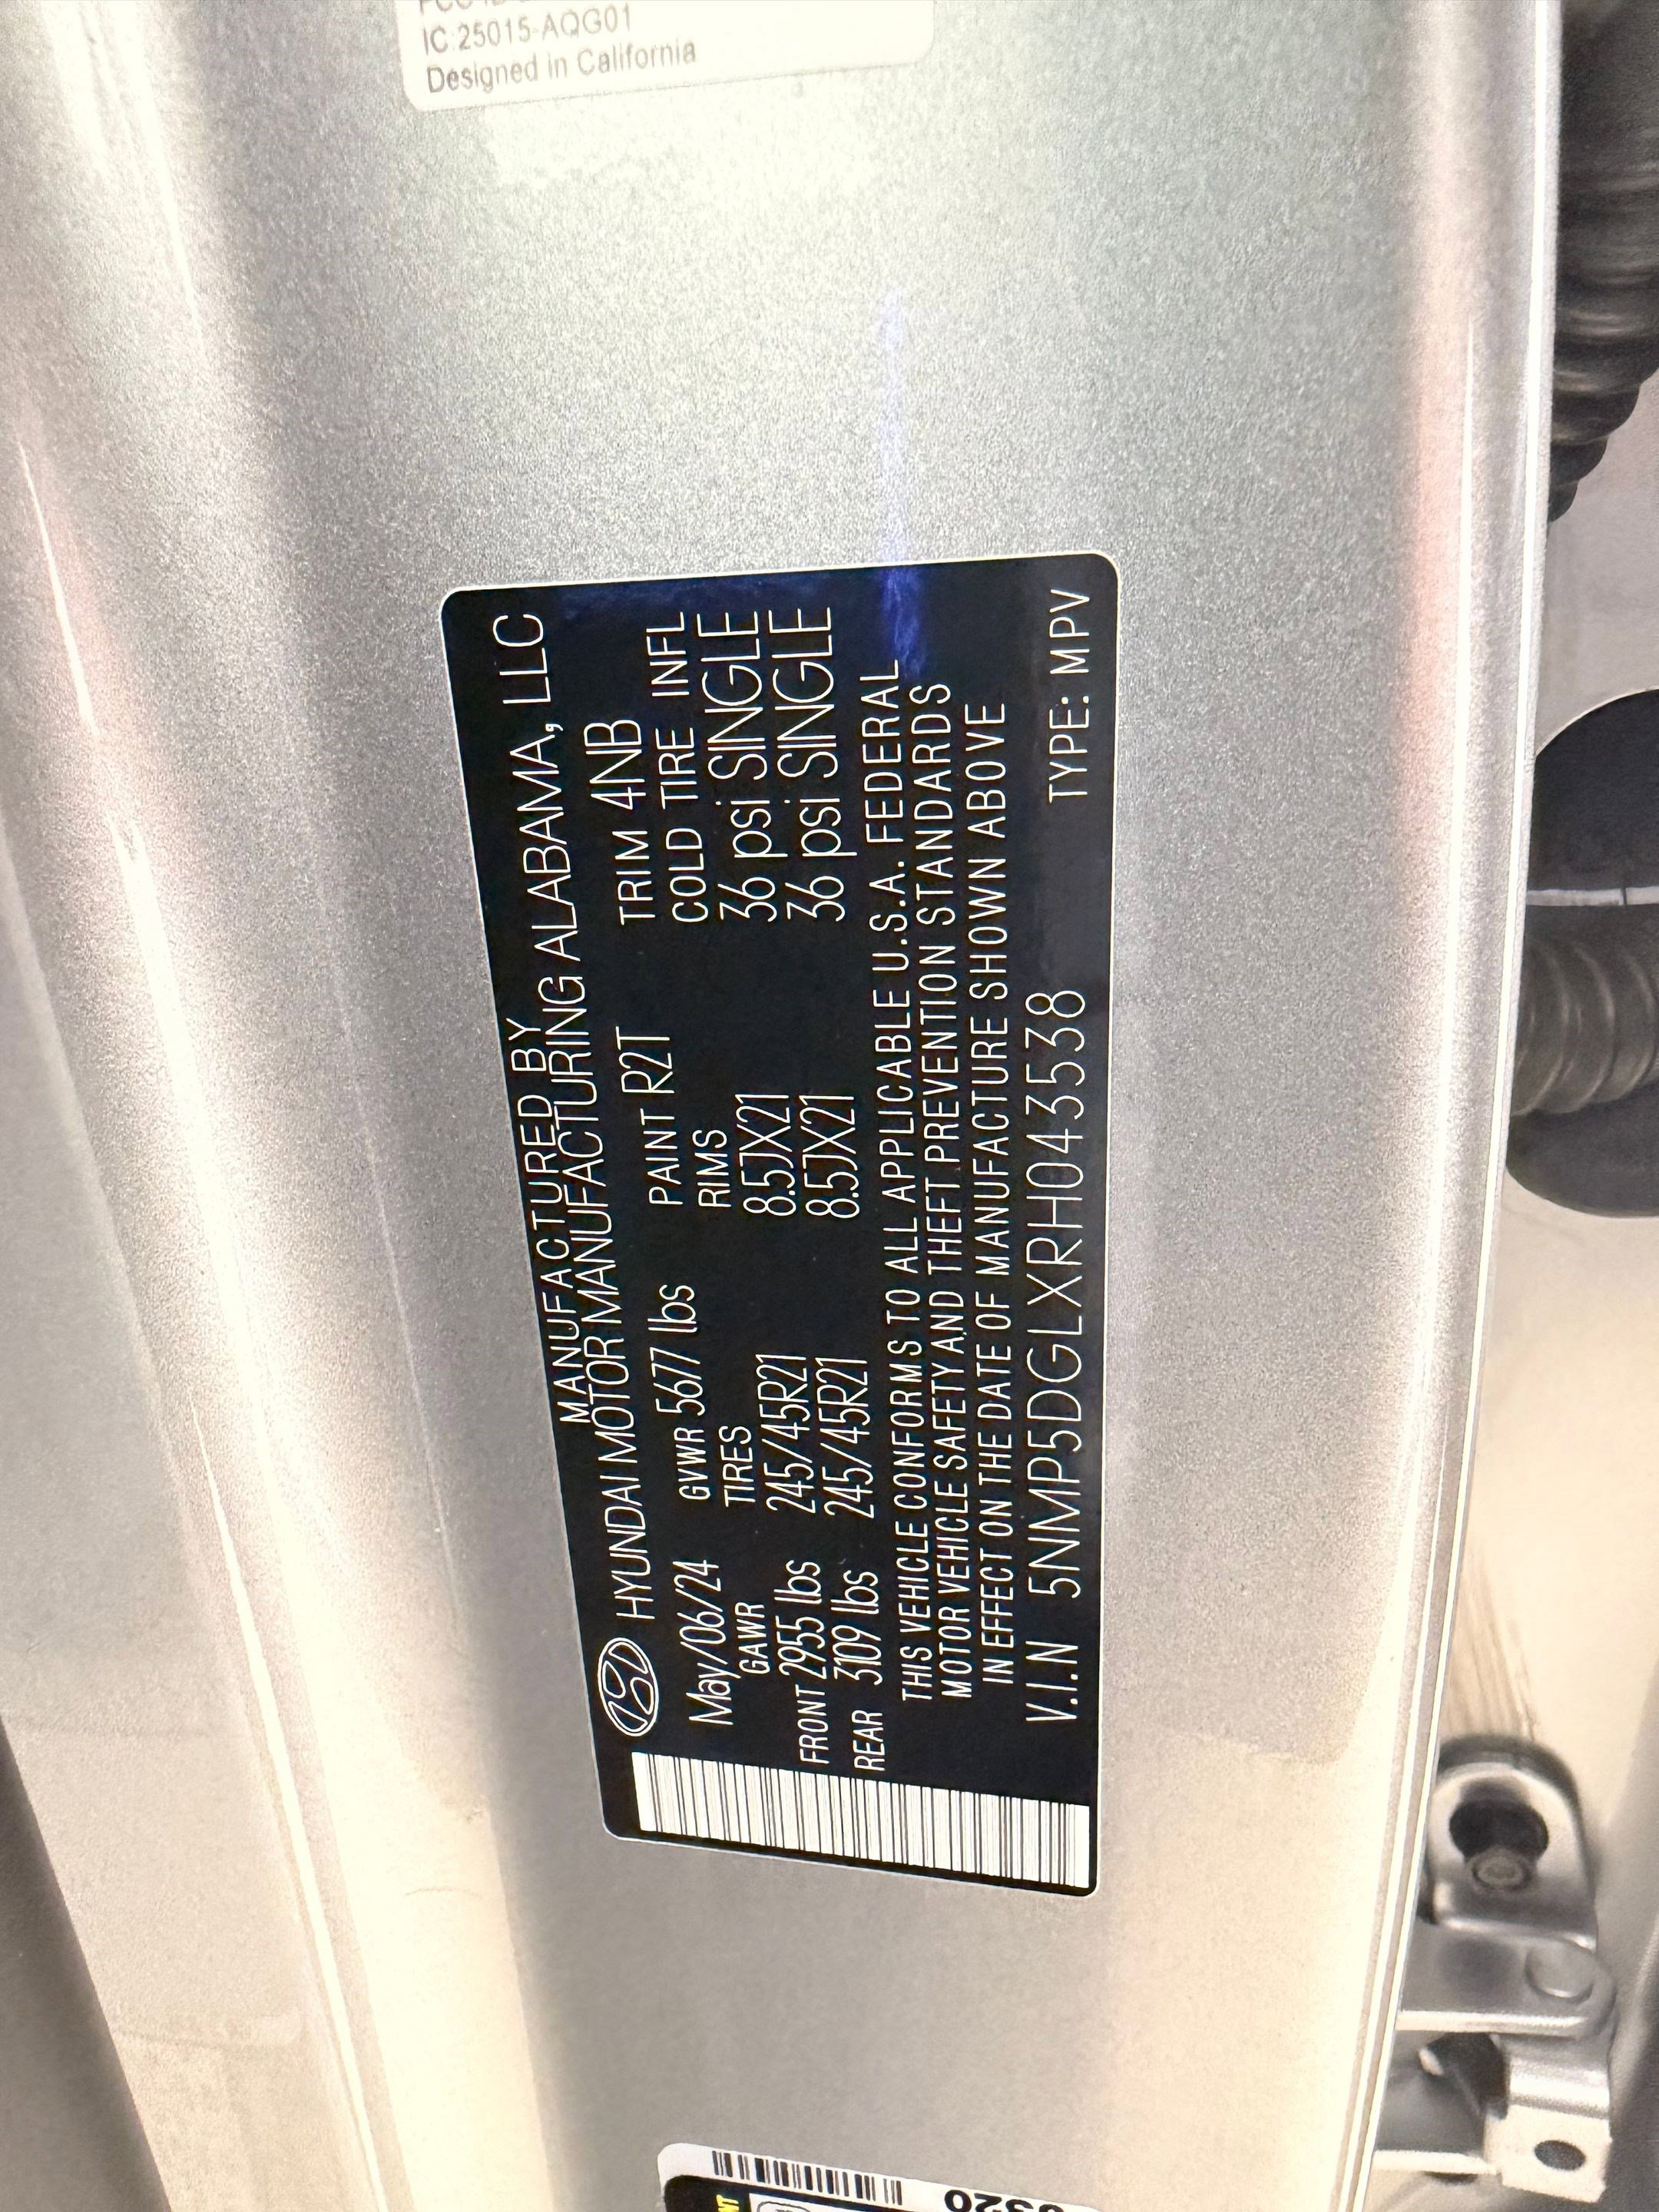 IC:25015-AQG01
Designed in California
MANUFACTURED BY
HYUNDAI MOTOR MANUFACTURING ALABAMA, LLC
May/06/24 GVWR 5677 lbs PAINT R2T TRIM 4NB
GAWR TIRES RIMS COLD TIRE INFL
FRONT 2955 lbs 245/45R21 8.5JX21 36 psi SINGLE
REAR 3109 lbs 245/45R21 8.5JX21 36 psi SINGLE
THIS VEHICLE CONFORMS TO ALL APPLICABLE U.S.A. FEDERAL
MOTOR VEHICLE SAFETY AND THEFT PREVENTION STANDARDS
IN EFFECT ON THE DATE OF MANUFACTURE SHOWN ABOVE
V.I.N 5NMP5DGLXRH043538 TYPE: MPV